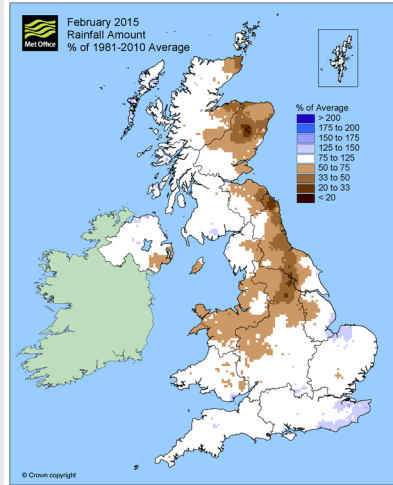 Met Office
February 2015
Rainfall Amount
% of 1981-2010 Average
% of Average
> 200
175 to 200
150 to 175
125 to 150
75 to 125
50 to 75
33 to 50
20 to 33
< 20
© Crown copyright